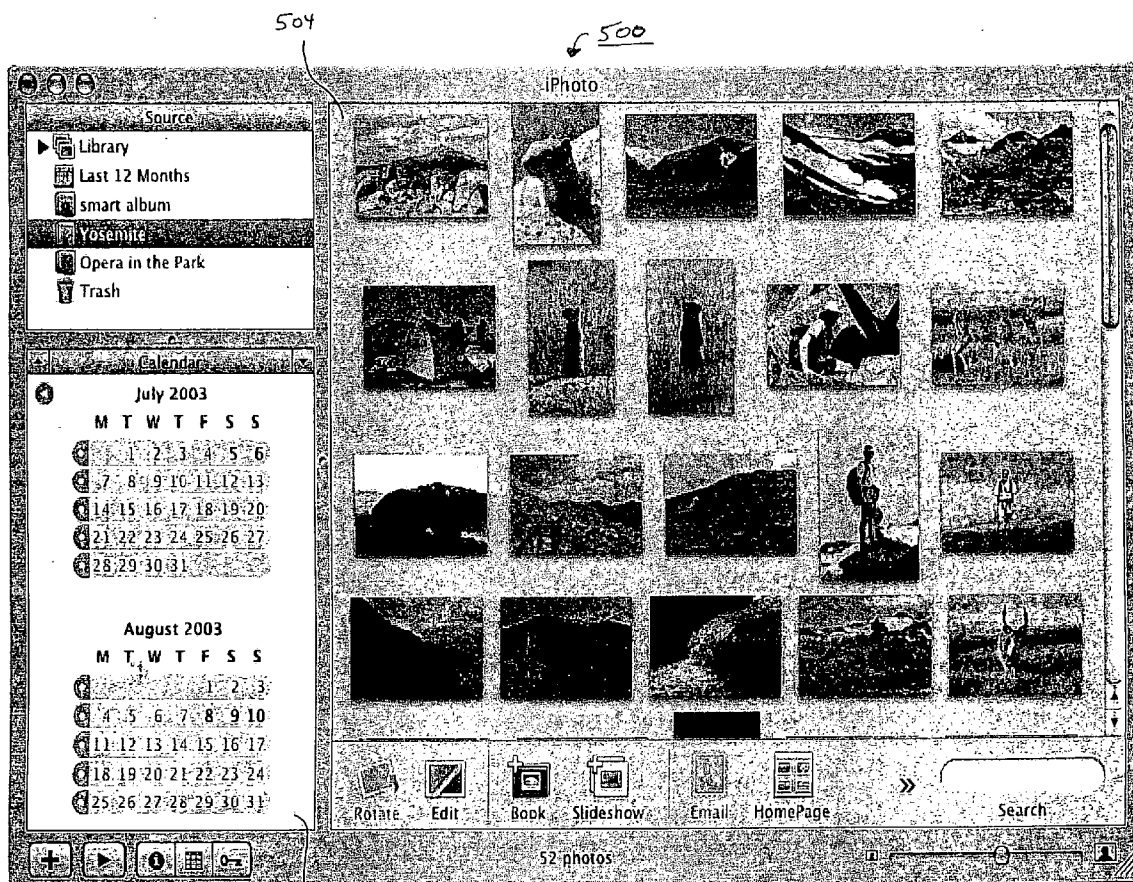 504
500
iPhoto
Source
Library
Last 12 Months
smart album
Yosemite
Opera in the Park
Trash
Calendar
July 2003
M T W T F S S
1 2 3 4 5 6
7 8 9 10 11 12 13
14 15 16 17 18 19 20
21 22 23 24 25 26 27
28 29 30 31
August 2003
M T W T F S S
1 2 3
4 5 6 7 8 9 10
11 12 13 14 15 16 17
18 19 20 21 22 23 24
25 26 27 28 29 30 31
Rotate Edit Book Slideshow Email HomePage » Search
52 photos